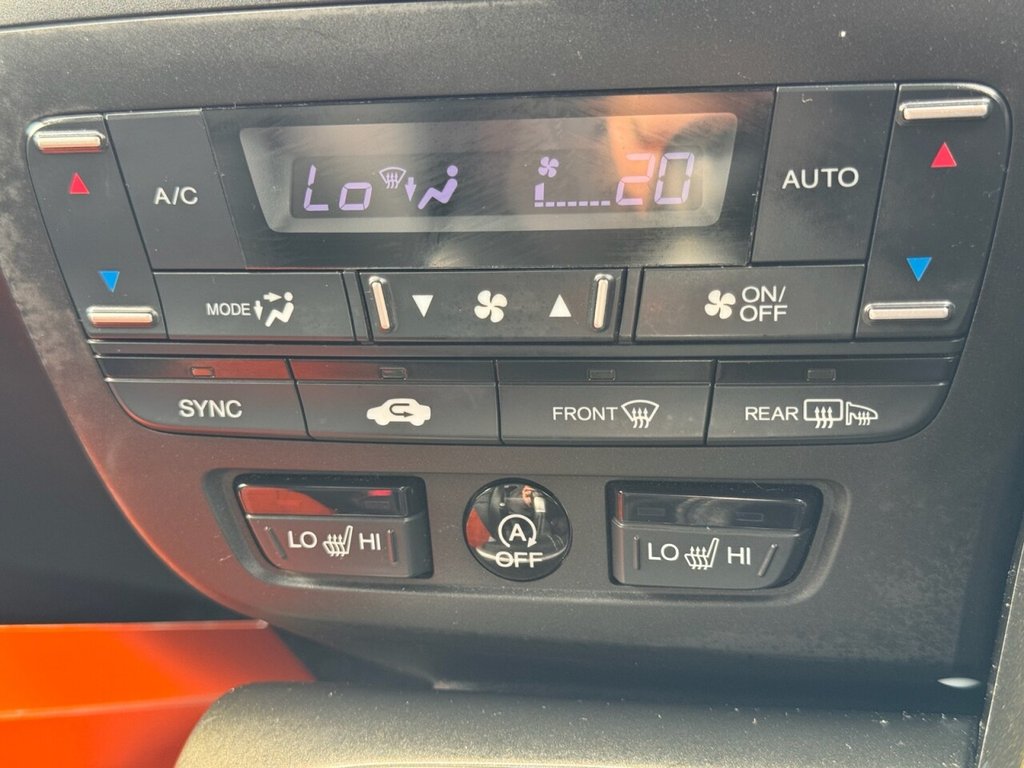 A/C
Lo
20
AUTO
MODE
ON/
OFF
SYNC
FRONT
REAR
LO HI
A
OFF
LO HI